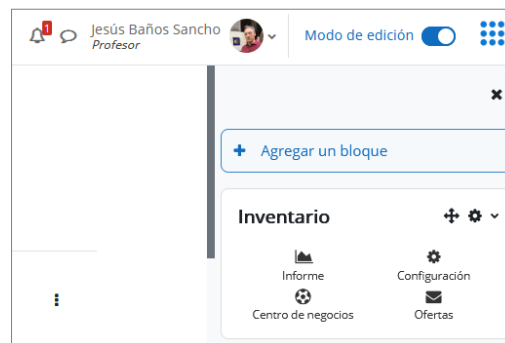 1
Jesús Baños Sancho
Profesor
Modo de edición
Agregar un bloque
Inventario
Informe
Configuración
Centro de negocios
Ofertas